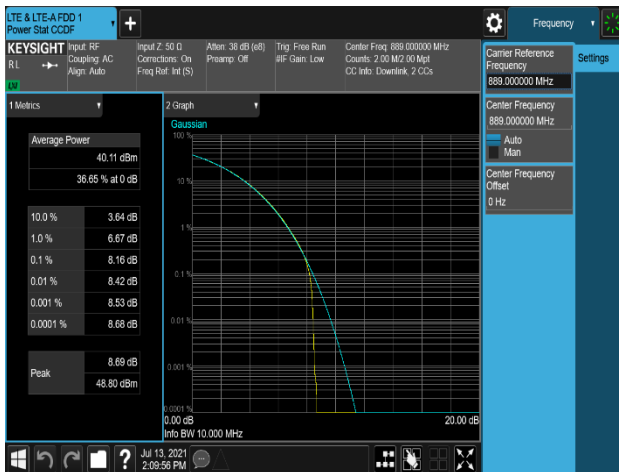 LTE & LTE-A FDD 1
Power Stat CCDF
Frequency
KEYSIGHT
R L
Input: RF
Coupling: AC
Align: Auto
Input Z: 50 Ω
Corrections: On
Freq Ref: Int (S)
Atten: 38 dB (e8)
Preamp: Off
Trig: Free Run
#IF Gain: Low
Center Freq: 889.000000 MHz
Counts: 2.00 M/2.00 Mpt
CC Info: Downlink, 2 CCs
1 Metrics
Average Power
40.11 dBm
36.65 % at 0 dB
10.0 % 3.64 dB
1.0 % 6.67 dB
0.1 % 8.16 dB
0.01 % 8.42 dB
0.001 % 8.53 dB
0.0001 % 8.68 dB
Peak
8.69 dB
48.80 dBm
2 Graph
Gaussian
100 %
10 %
1 %
0.1 %
0.01 %
0.001 %
0.0001 %
0.00 dB
20.00 dB
Info BW 10.000 MHz
Carrier Reference
Frequency
889.000000 MHz
Center Frequency
889.000000 MHz
Auto
Man
Center Frequency
Offset
0 Hz
Settings
?
Jul 13, 2021
2:09:56 PM